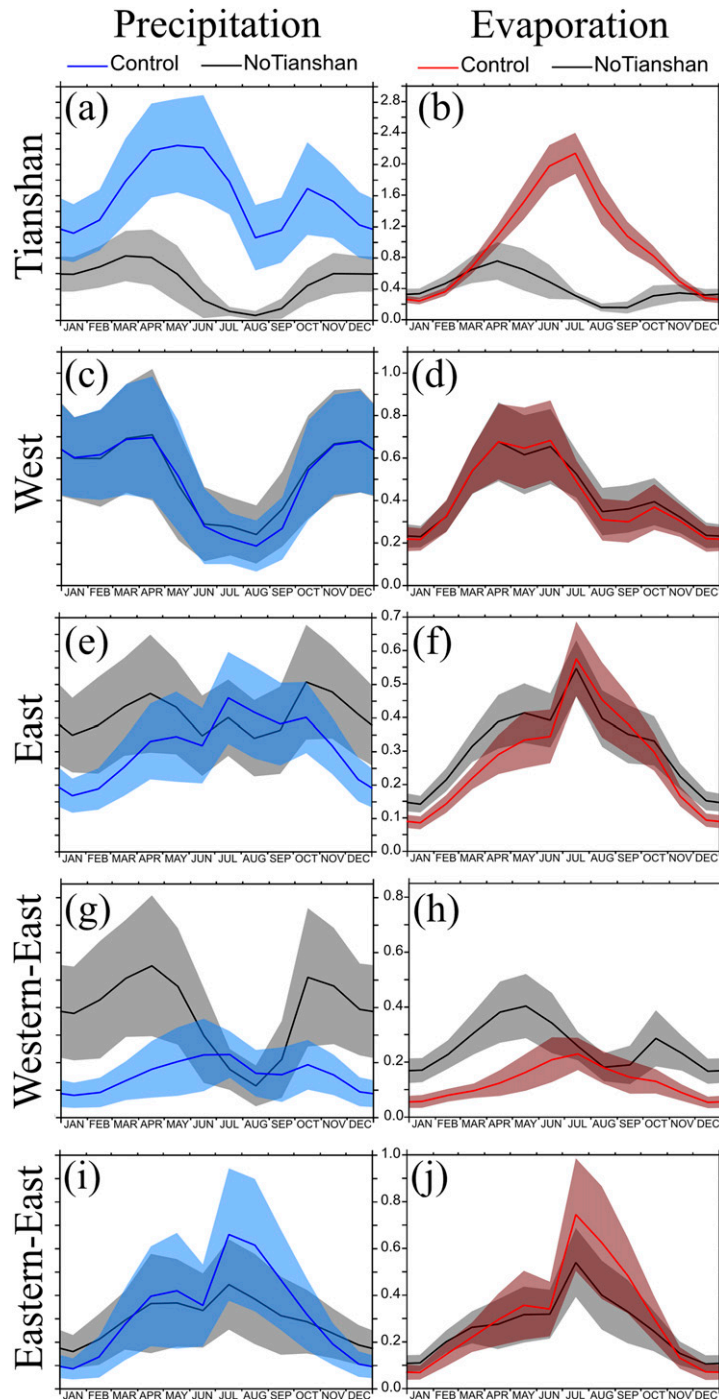 Precipitation Evaporation
Control NoTianshan Control NoTianshan
Tianshan
(a) (b)
2.8
2.4
2.0
1.6
1.2
0.8
0.4
0.0
JAN FEB MAR APR MAY JUN JUL AUG SEP OCT NOV DEC JAN FEB MAR APR MAY JUN JUL AUG SEP OCT NOV DEC
West
(c) (d)
1.0
0.8
0.6
0.4
0.2
0.0
JAN FEB MAR APR MAY JUN JUL AUG SEP OCT NOV DEC JAN FEB MAR APR MAY JUN JUL AUG SEP OCT NOV DEC
East
(e) (f)
0.7
0.6
0.5
0.4
0.3
0.2
0.1
0.0
JAN FEB MAR APR MAY JUN JUL AUG SEP OCT NOV DEC JAN FEB MAR APR MAY JUN JUL AUG SEP OCT NOV DEC
Western-East
(g) (h)
0.8
0.6
0.4
0.2
0.0
JAN FEB MAR APR MAY JUN JUL AUG SEP OCT NOV DEC JAN FEB MAR APR MAY JUN JUL AUG SEP OCT NOV DEC
Eastern-East
(i) (j)
1.0
0.8
0.6
0.4
0.2
0.0
JAN FEB MAR APR MAY JUN JUL AUG SEP OCT NOV DEC JAN FEB MAR APR MAY JUN JUL AUG SEP OCT NOV DEC